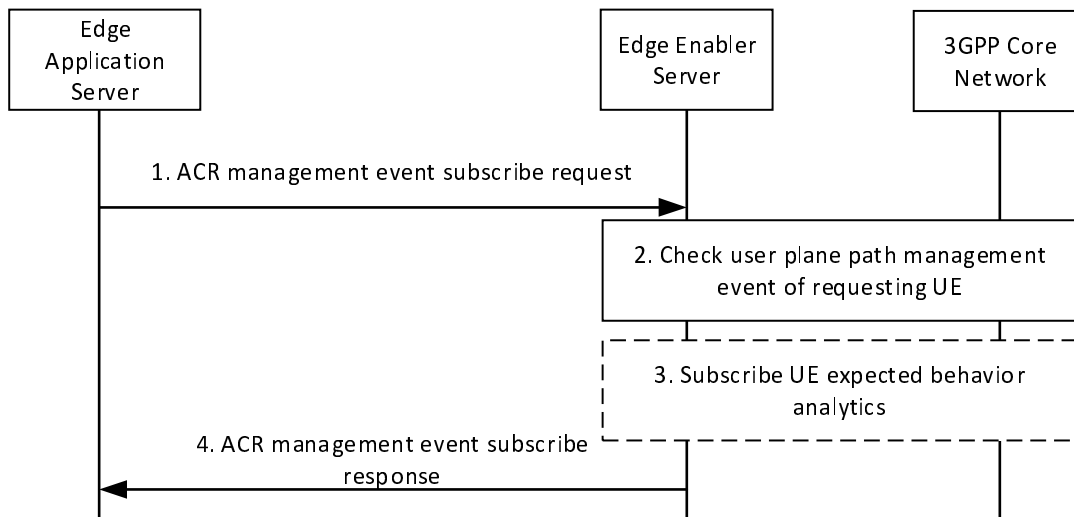 Edge
Application
Server
Edge Enabler
Server
3GPP Core
Network
1. ACR management event subscribe request
2. Check user plane path management
event of requesting UE
3. Subscribe UE expected behavior
analytics
4. ACR management event subscribe
response